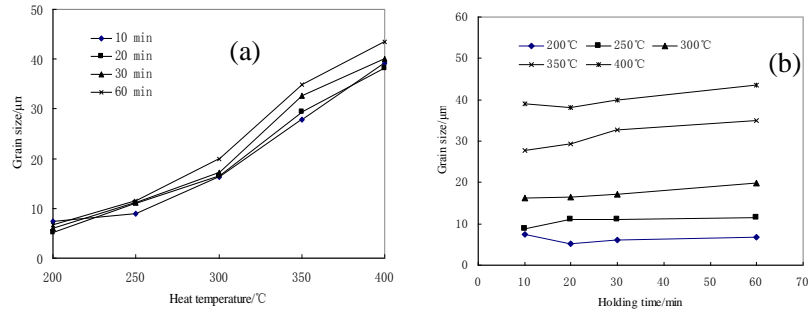 50
40
30
20
10
0
Grain size/μm
10 min
20 min
30 min
60 min
(a)
200 250 300 350 400
Heat temperature/℃
60
50
40
30
20
10
0
Grain size/μm
200℃ 250℃ 300℃
350℃ 400℃
(b)
0 10 20 30 40 50 60 70
Holding time/min